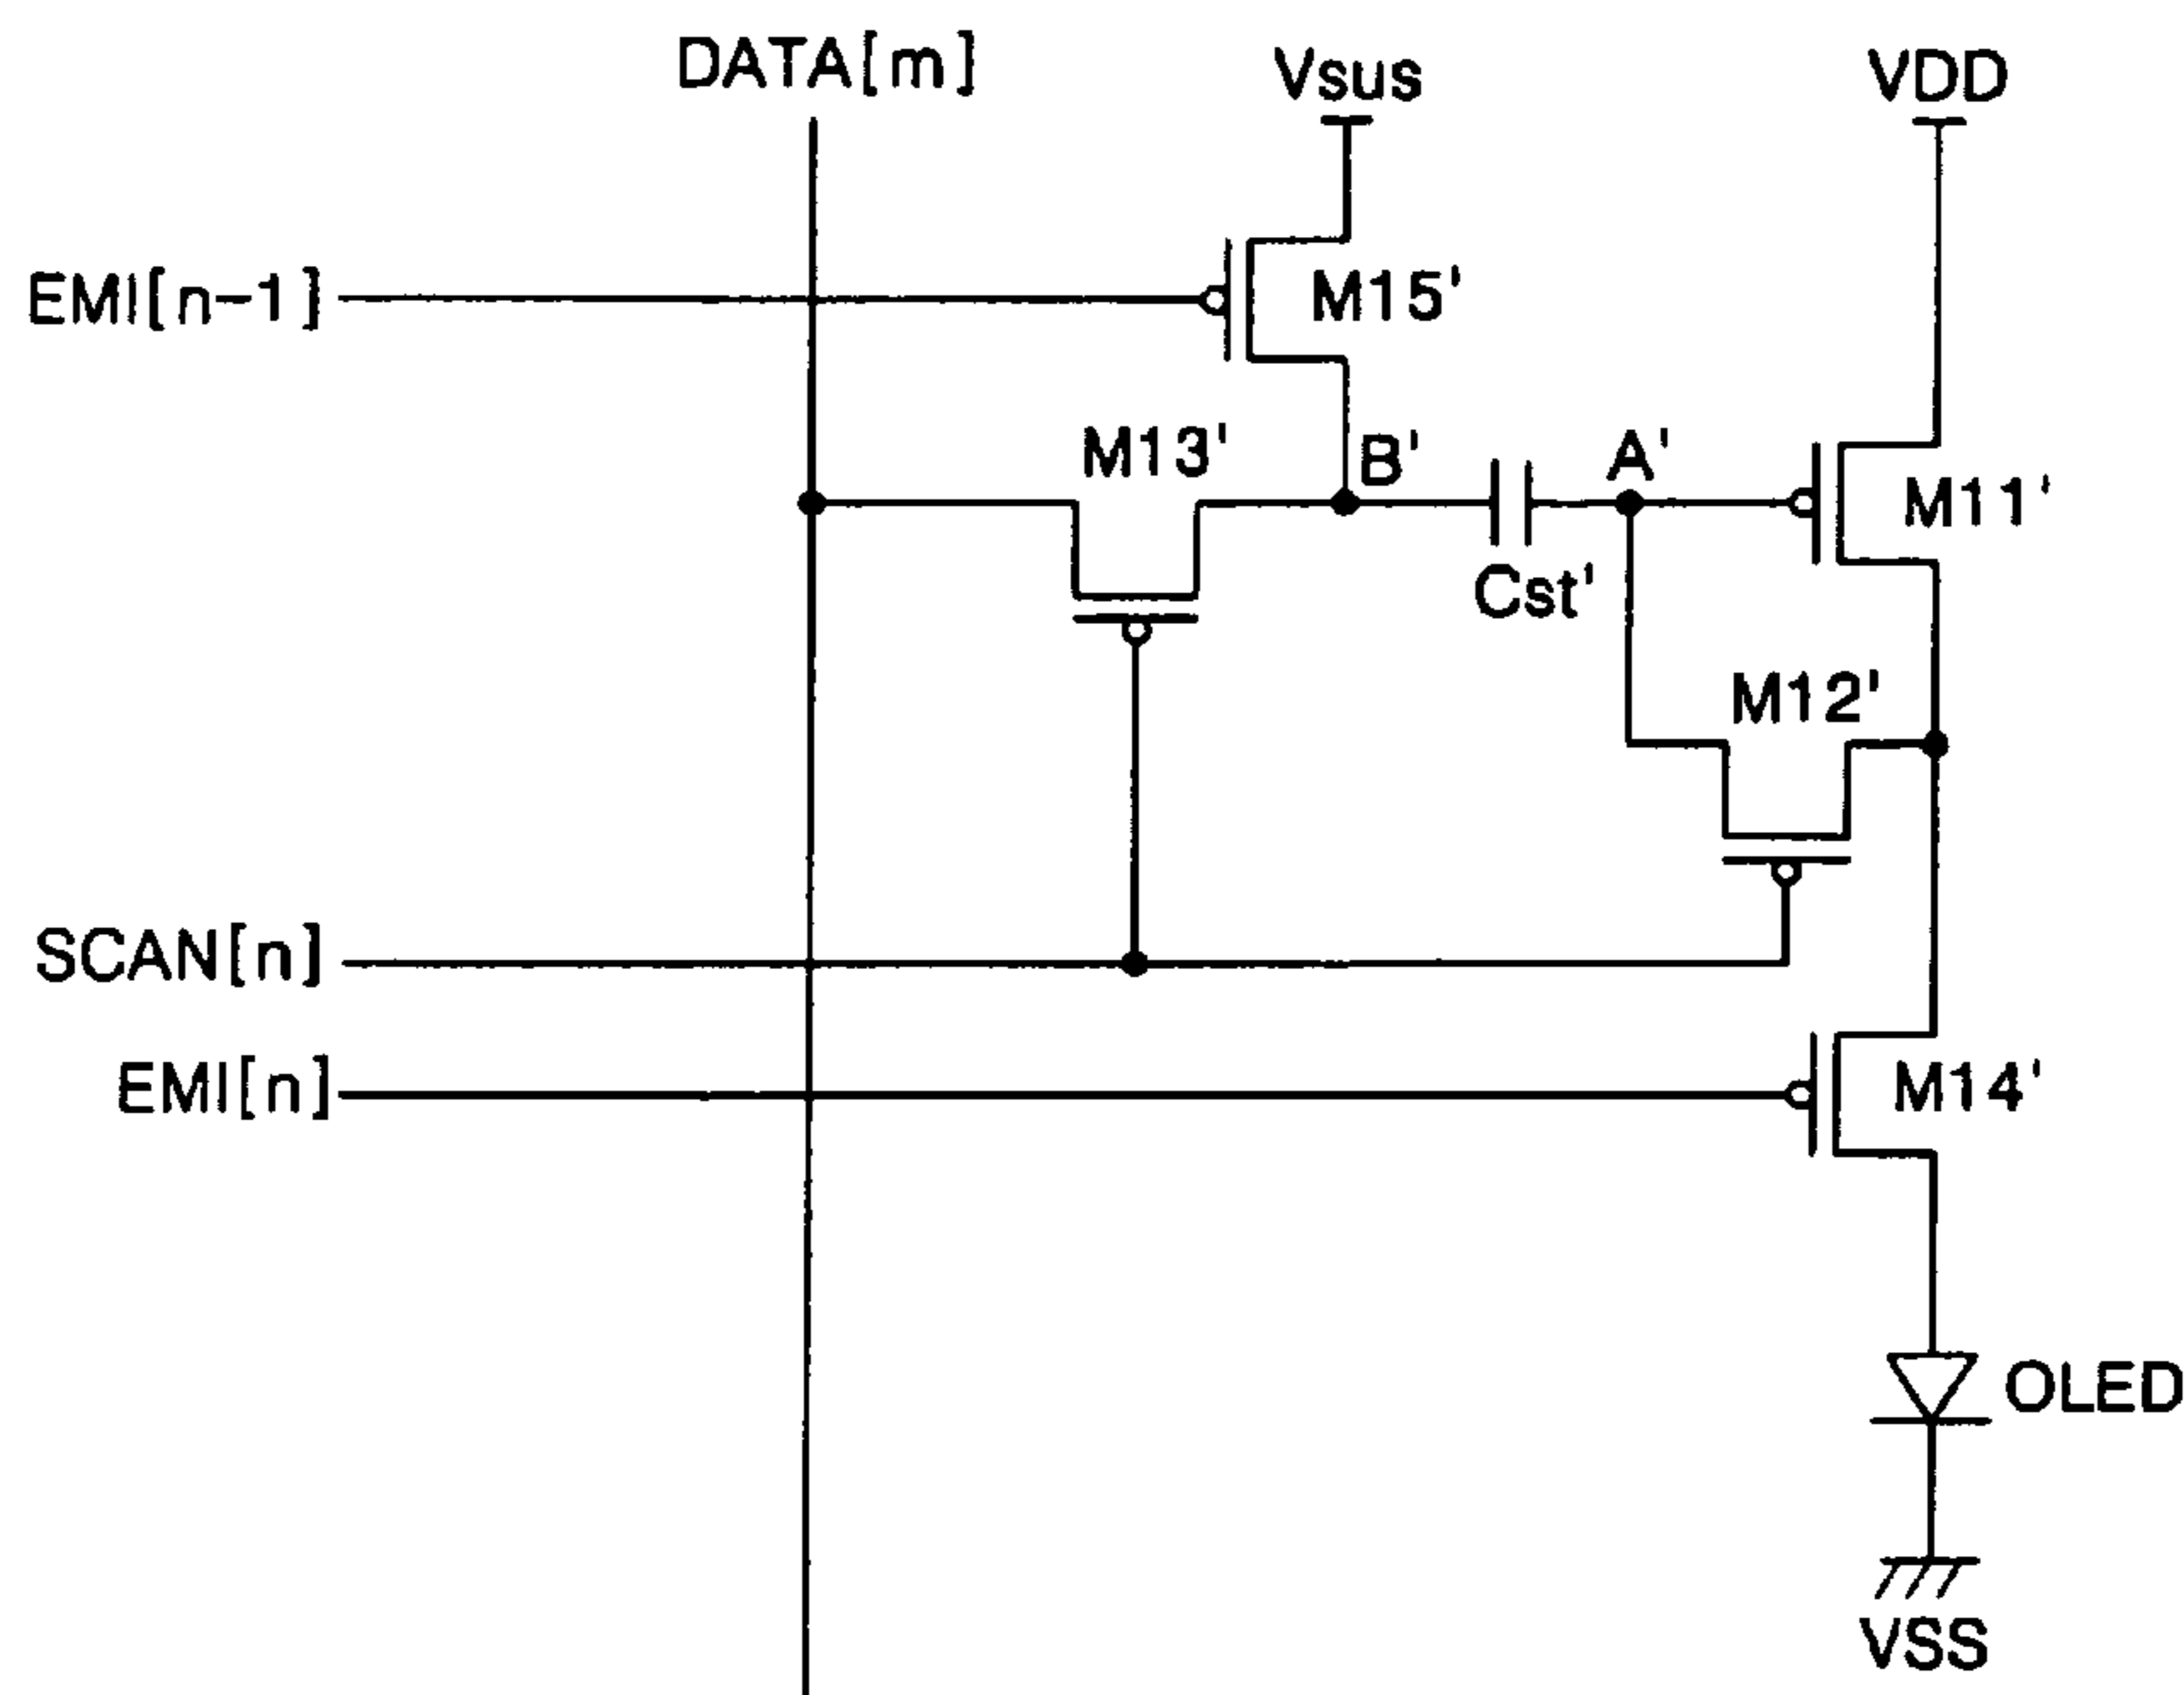 DATA[m]
Vsus
VDD
EMI[n-1]
M15'
M13'
B'
A'
M11'
Cst'
M12'
SCAN[n]
EMI[n]
M14'
OLED
VSS